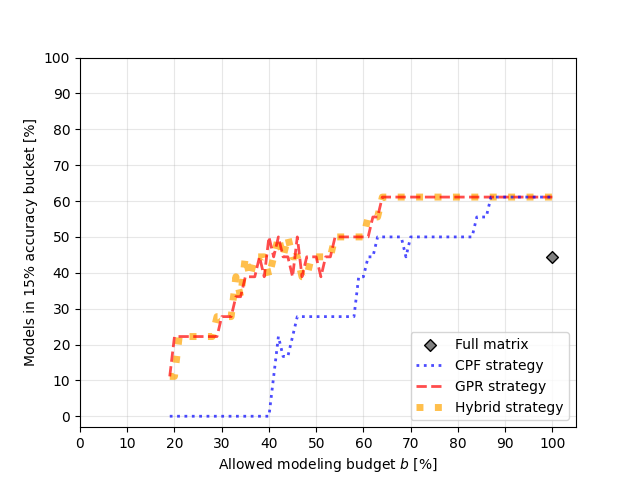 Models in 15% accuracy bucket [%]
100
90
80
70
60
50
40
30
20
10
0
Full matrix
CPF strategy
GPR strategy
Hybrid strategy
0 10 20 30 40 50 60 70 80 90 100
Allowed modeling budget b [%]